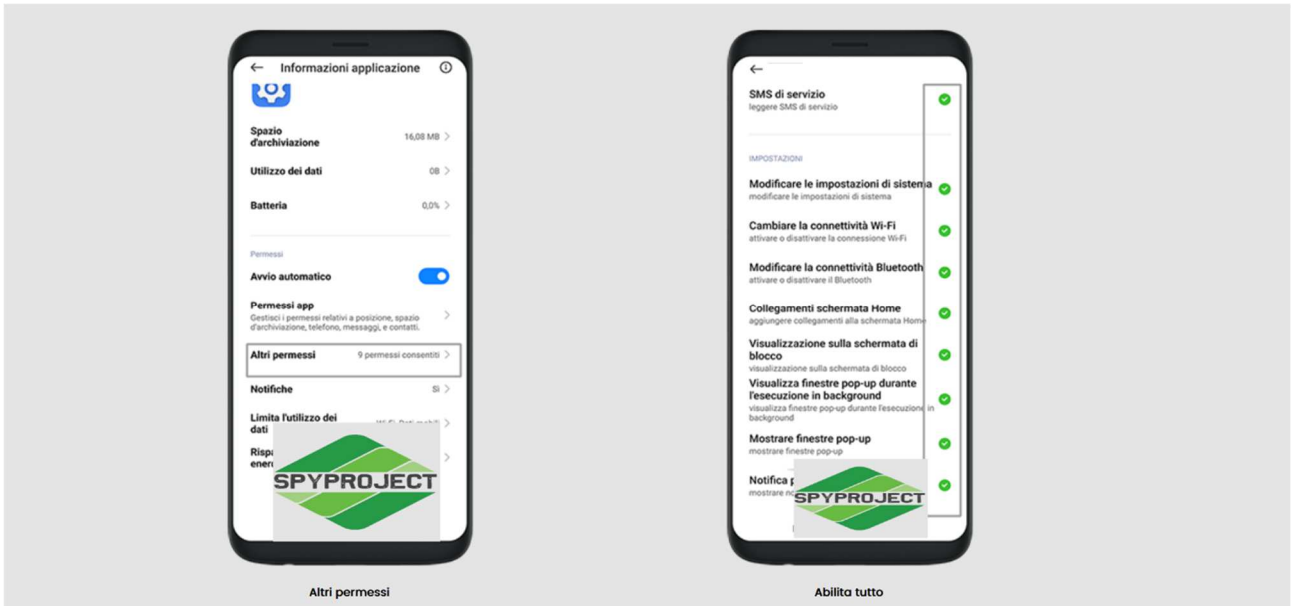 Informazioni applicazione
Spazio
d'archiviazione
16,08 MB
Utilizzo dei dati
0B
Batteria
0,0%
Permessi
Avvio automatico
Permessi app
Gestisci i permessi relativi a posizione, spazio
d'archiviazione, telefono, messaggi, e contatti.
Altri permessi
9 permessi consentiti
Notifiche
Sì
Limita l'utilizzo dei
dati
SPYPROJECT
Altri permessi
SMS di servizio
leggere SMS di servizio
IMPOSTAZIONI
Modificare le impostazioni di sistema
modificare le impostazioni di sistema
Cambiare la connettività Wi-Fi
attivare o disattivare la connessione Wi-Fi
Modificare la connettività Bluetooth
attivare o disattivare il Bluetooth
Collegamenti schermata Home
aggiungere collegamenti alla schermata Home
Visualizzazione sulla schermata di
blocco
visualizzazione sulla schermata di blocco
Visualizza finestre pop-up durante
l'esecuzione in background
visualizza finestre pop-up durante l'esecuzione in
background
Mostrare finestre pop-up
mostrare finestre pop-up
Notifica
mostrare
SPYPROJECT
Abilita tutto